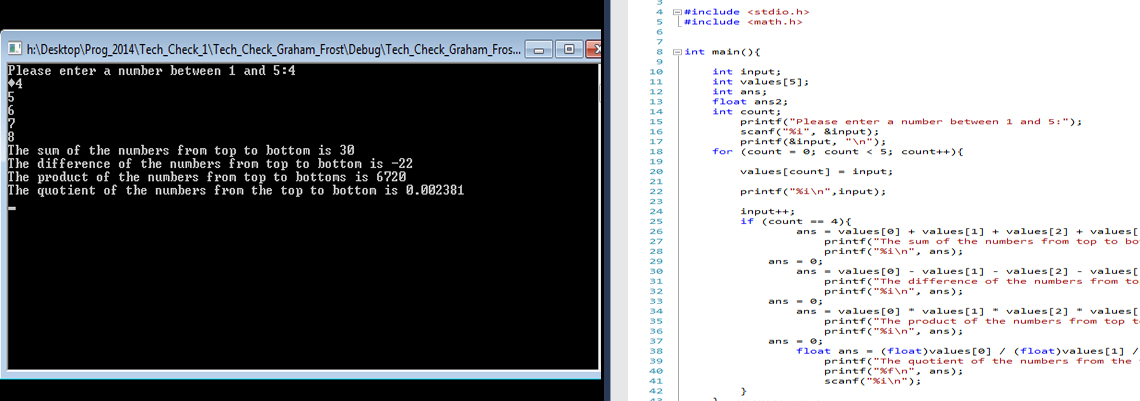 h:\Desktop\Prog_2014\Tech_Check_1\Tech_Check_Graham_Frost\Debug\Tech_Check_Graham_Fros...
Please enter a number between 1 and 5:4
♦4
5
6
7
8
The sum of the numbers from top to bottom is 30
The difference of the numbers from top to bottom is -22
The product of the numbers from top to bottoms is 6720
The quotient of the numbers from the top to bottom is 0.002381
3
4 #include <stdio.h>
5 #include <math.h>
6
7
8 int main(){
9
10 int input;
11 int values[5];
12 int ans;
13 float ans2;
14 int count;
15 printf("Please enter a number between 1 and 5:");
16 scanf("%i", &input);
17 printf(&input, "\n");
18 for (count = 0; count < 5; count++){
19
20 values[count] = input;
21
22 printf("%i\n",input);
23
24 input++;
25 if (count == 4){
26 ans = values[0] + values[1] + values[2] + values[
27 printf("The sum of the numbers from top to bo
28 printf("%i\n", ans);
29 ans = 0;
30 ans = values[0] - values[1] - values[2] - values[
31 printf("The difference of the numbers from to
32 printf("%i\n", ans);
33 ans = 0;
34 ans = values[0] * values[1] * values[2] * values[
35 printf("The product of the numbers from top t
36 printf("%i\n", ans);
37 ans = 0;
38 float ans = (float)values[0] / (float)values[1] /
39 printf("The quotient of the numbers from the
40 printf("%f\n", ans);
41 scanf("%i\n");
42 }
43 }